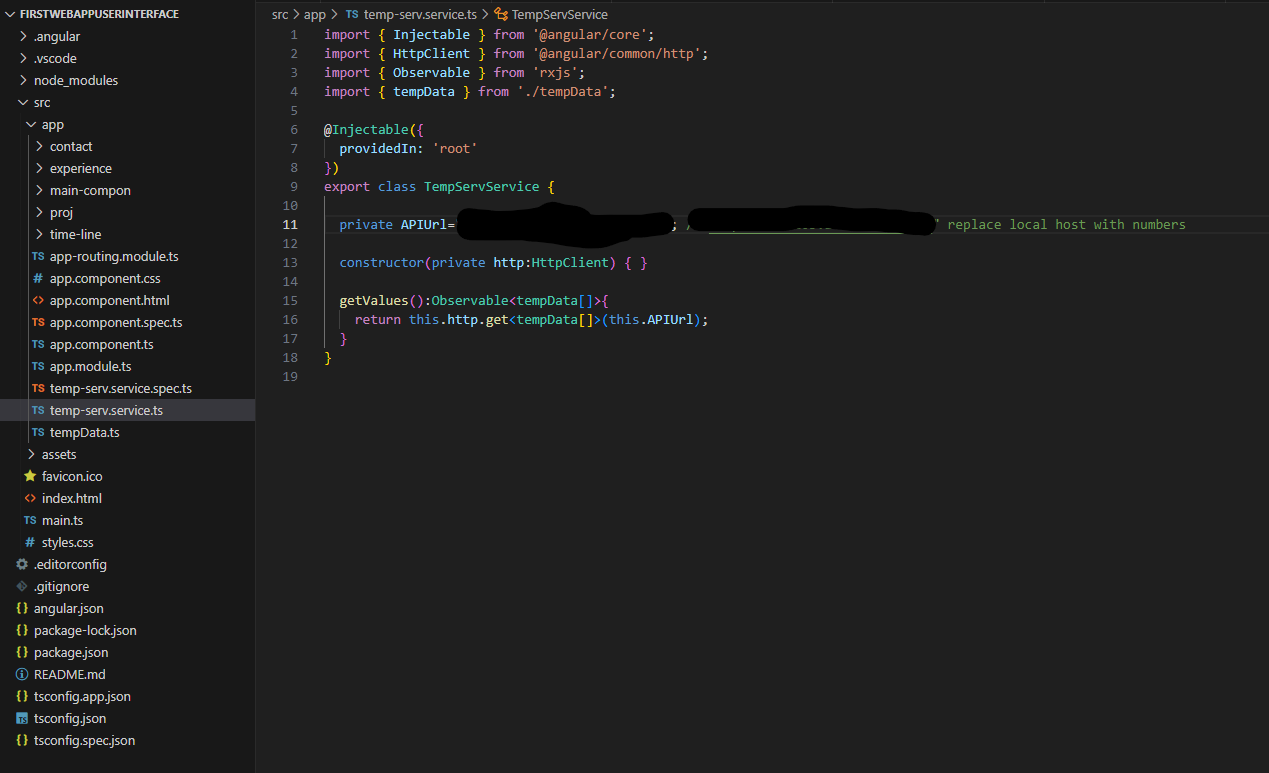 FIRSTWEBAPPUSERINTERFACE
.angular
.vscode
node_modules
src
app
contact
experience
main-compon
proj
time-line
TS app-routing.module.ts
# app.component.css
<> app.component.html
TS app.component.spec.ts
TS app.component.ts
TS app.module.ts
TS temp-serv.service.spec.ts
TS temp-serv.service.ts
TS tempData.ts
assets
favicon.ico
<> index.html
TS main.ts
# styles.css
.editorconfig
.gitignore
{} angular.json
{} package-lock.json
{} package.json
README.md
{} tsconfig.app.json
TS tsconfig.json
{} tsconfig.spec.json
src > app > TS temp-serv.service.ts > TempServService
1 import { Injectable } from '@angular/core';
2 import { HttpClient } from '@angular/common/http';
3 import { Observable } from 'rxjs';
4 import { tempData } from './tempData';
5
6 @Injectable({
7 providedIn: 'root'
8 })
9 export class TempServService {
10
11 private APIUrl= ; replace local host with numbers
12
13 constructor(private http:HttpClient) { }
14
15 getValues():Observable<tempData[]>{
16 return this.http.get<tempData[]>(this.APIUrl);
17 }
18 }
19